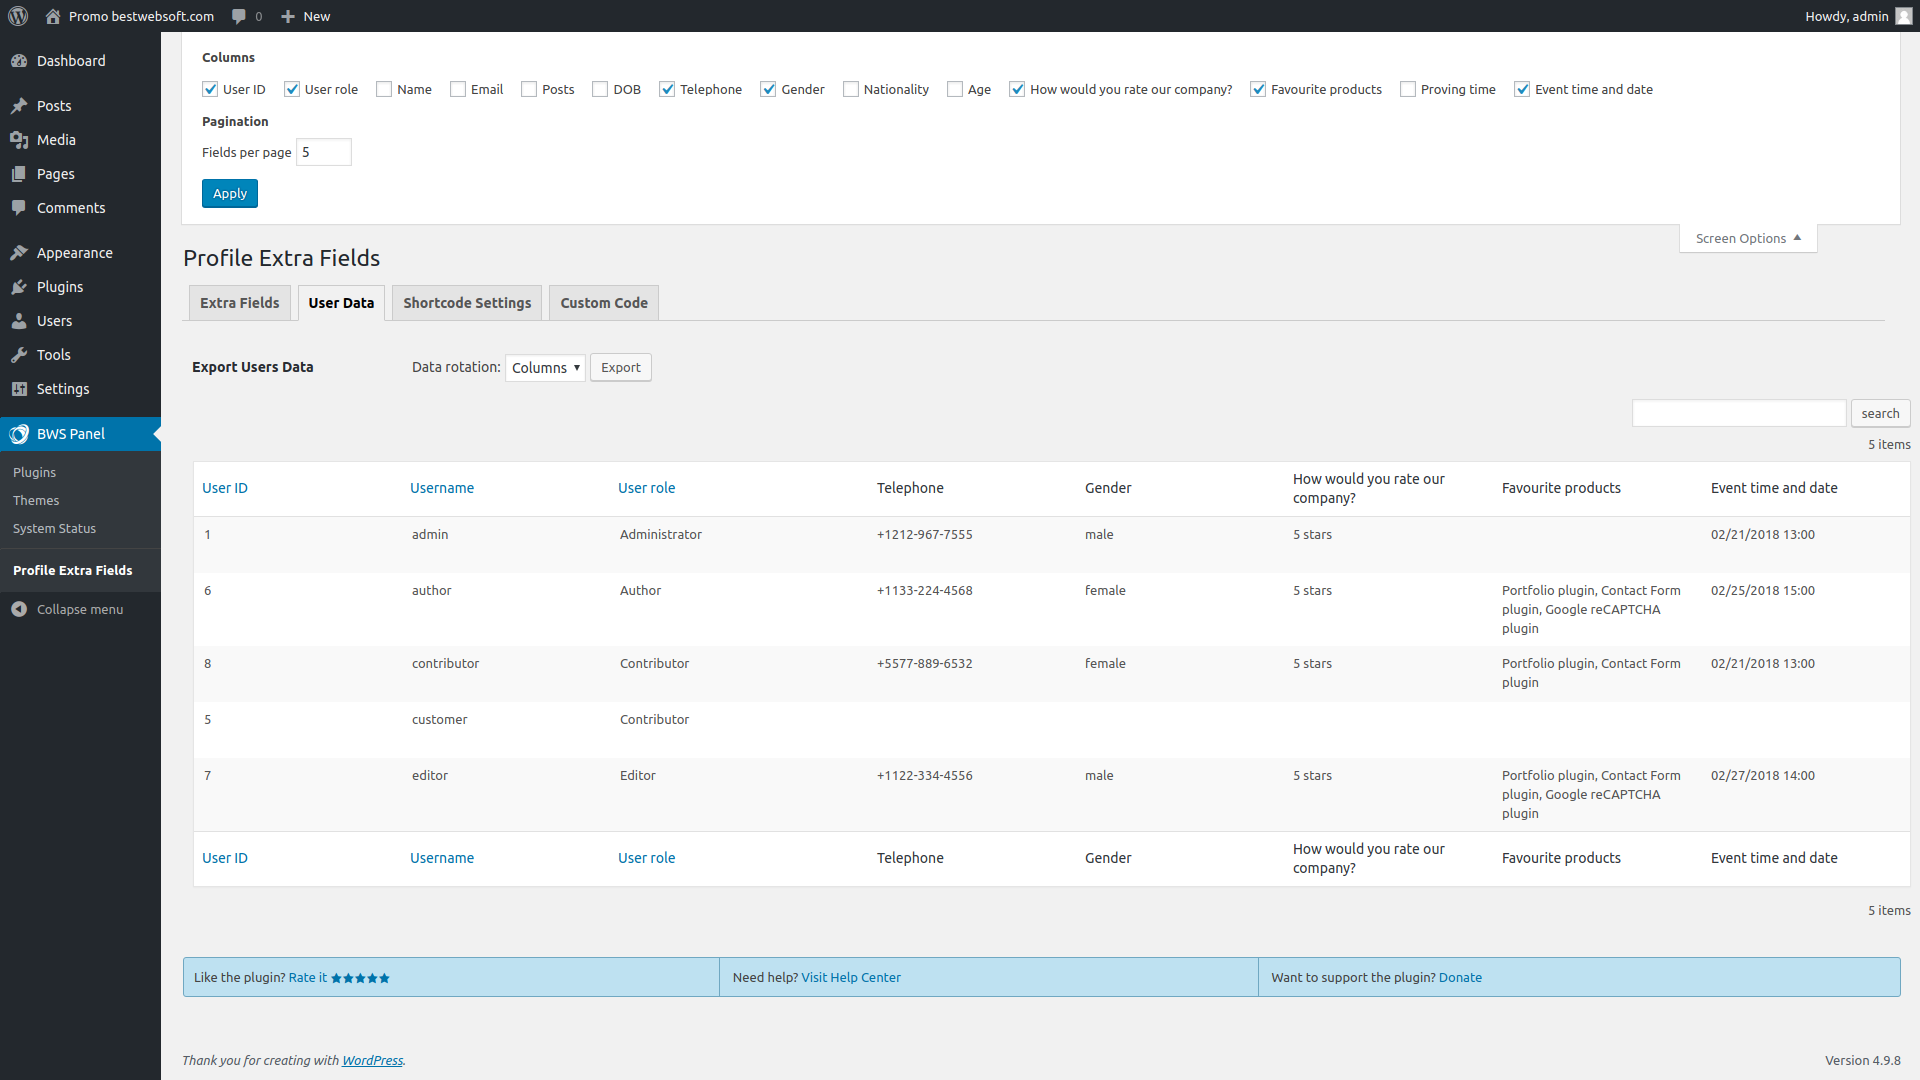 Promo bestwebsoft.com 0 New Howdy, admin
Dashboard
Posts
Media
Pages
Comments
Appearance
Plugins
Users
Tools
Settings
BWS Panel
Plugins
Themes
System Status
Profile Extra Fields
Collapse menu
Columns
User ID User role Name Email Posts DOB Telephone Gender Nationality Age How would you rate our company? Favourite products Proving time Event time and date
Pagination
Fields per page 5
Apply
Screen Options
Profile Extra Fields
Extra Fields User Data Shortcode Settings Custom Code
Export Users Data Data rotation: Columns Export
search
5 items
User ID Username User role Telephone Gender How would you rate our Favourite products Event time and date
company?
1 admin Administrator +1212-967-7555 male 5 stars 02/21/2018 13:00
6 author Author +1133-224-4568 female 5 stars Portfolio plugin, Contact Form 02/25/2018 15:00
plugin, Google reCAPTCHA
plugin
8 contributor Contributor +5577-889-6532 female 5 stars Portfolio plugin, Contact Form 02/21/2018 13:00
plugin
5 customer Contributor
7 editor Editor +1122-334-4556 male 5 stars Portfolio plugin, Contact Form 02/27/2018 14:00
plugin, Google reCAPTCHA
plugin
User ID Username User role Telephone Gender How would you rate our Favourite products Event time and date
company?
5 items
Like the plugin? Rate it ★★★★★ Need help? Visit Help Center Want to support the plugin? Donate
Thank you for creating with WordPress. Version 4.9.8